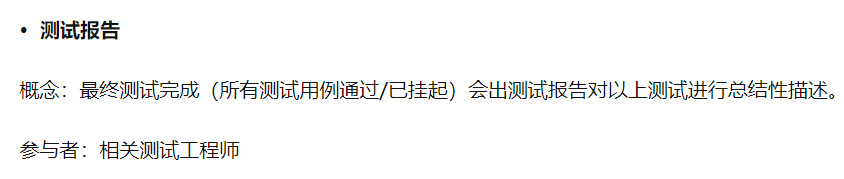 • 测试报告
概念：最终测试完成（所有测试用例通过/已挂起）会出测试报告对以上测试进行总结性描述。
参与者：相关测试工程师